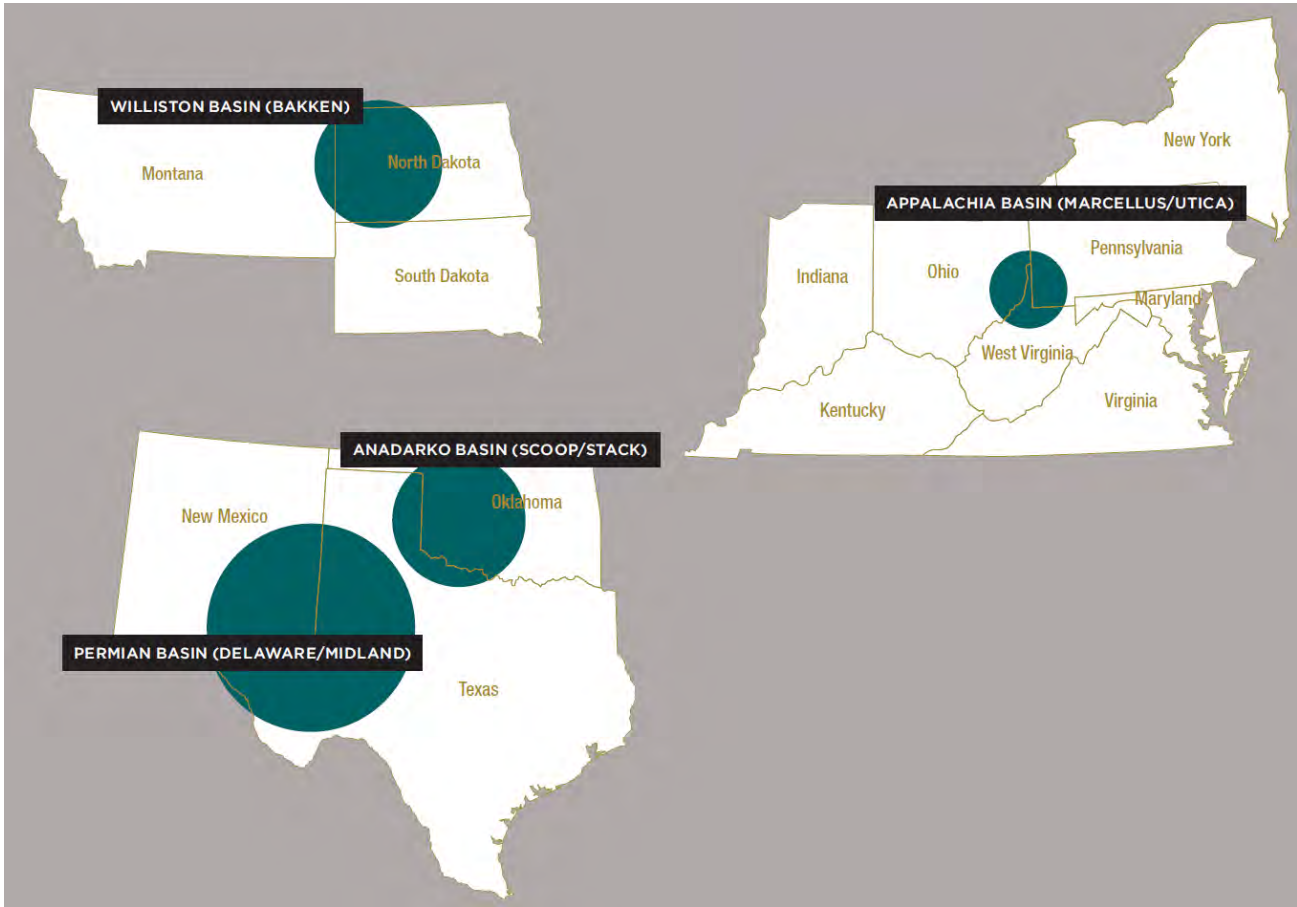 WILLISTON BASIN (BAKKEN)
Montana
North Dakota
South Dakota
New York
APPALACHIA BASIN (MARCELLUS/UTICA)
Pennsylvania
Indiana
Ohio
Maryland
West Virginia
Kentucky
Virginia
ANADARKO BASIN (SCOOP/STACK)
Oklahoma
New Mexico
PERMIAN BASIN (DELAWARE/MIDLAND)
Texas